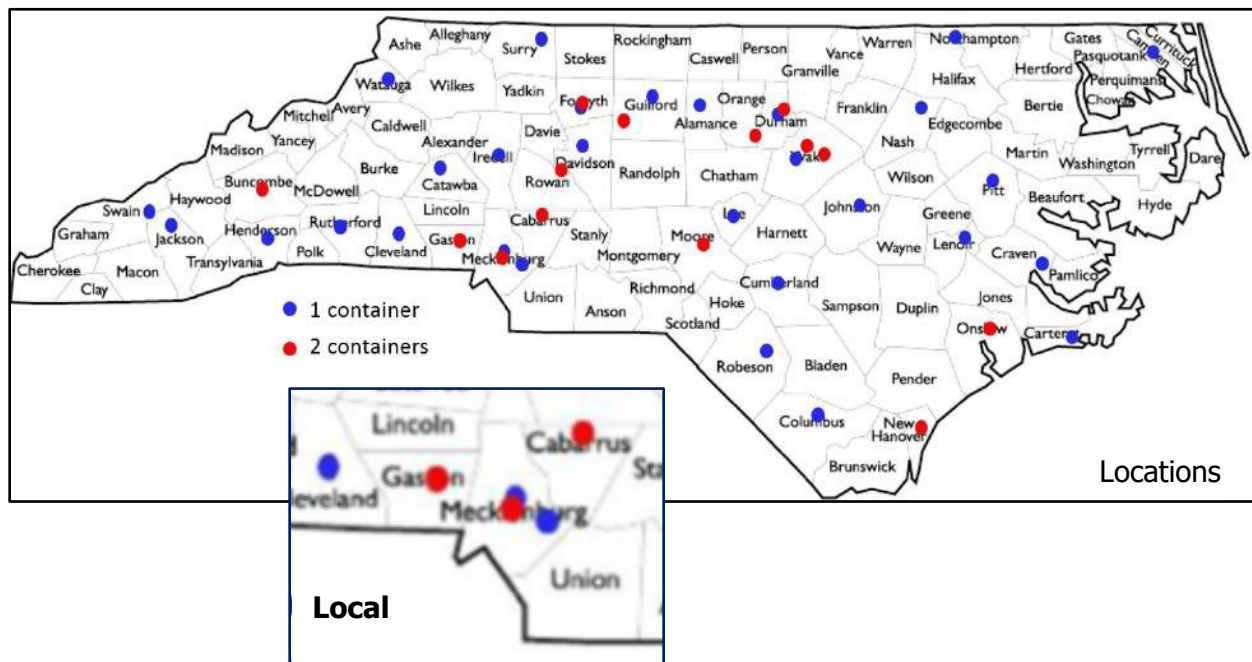 Ashe
Alleghany
Surry
Stokes
Rockingham
Caswell
Person
Granville
Vance
Warren
Northampton
Gates
Currituck
Camden
Pasquotank
Perquimans
Chowan
Hertford
Halifax
Bertie
Watauga
Wilkes
Yadkin
Forsyth
Guilford
Alamance
Orange
Durham
Franklin
Nash
Edgecombe
Martin
Washington
Tyrrell
Dare
Mitchell
Avery
Yancey
Madison
Caldwell
Alexander
Iredell
Davie
Davidson
Randolph
Chatham
Wake
Wilson
Pitt
Beaufort
Hyde
Buncombe
McDowell
Burke
Catawba
Rowan
Swain
Haywood
Graham
Jackson
Henderson
Rutherford
Cleveland
Lincoln
Gaston
Cabarrus
Stanly
Montgomery
Moore
Lee
Harnett
Johnston
Greene
Lenoir
Wayne
Craven
Pamlico
Cherokee
Clay
Macon
Transylvania
Polk
Mecklenburg
Union
Anson
Richmond
Scotland
Hoke
Cumberland
Sampson
Duplin
Jones
Onslow
Carteret
Robeson
Bladen
Pender
Columbus
New
Hanover
Brunswick
1 container
2 containers
Locations
Lincoln
Cabarrus
Gaston
Sta
Cleveland
Mecklenburg
Union
Local